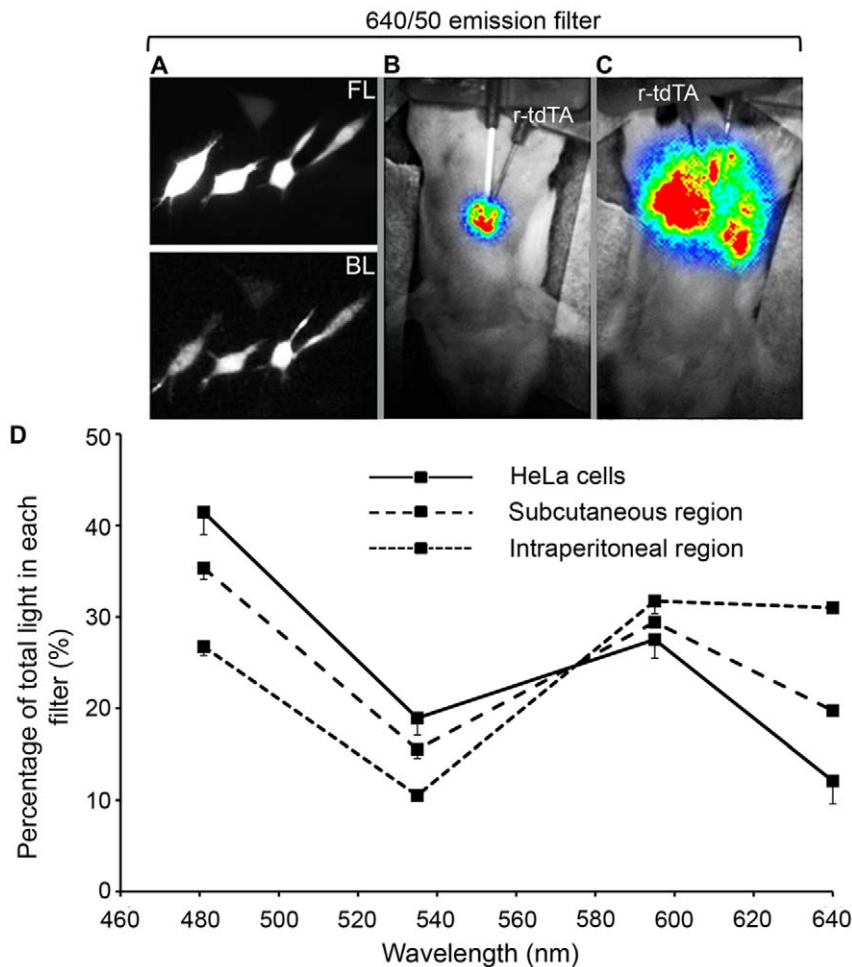 640/50 emission filter
A
B
C
FL
r-tdTA
r-tdTA
BL
D
50
40
30
20
10
0
HeLa cells
Subcutaneous region
Intraperitoneal region
Percentage of total light in each
filter (%)
460
480
500
520
540
560
580
600
620
640
Wavelength (nm)